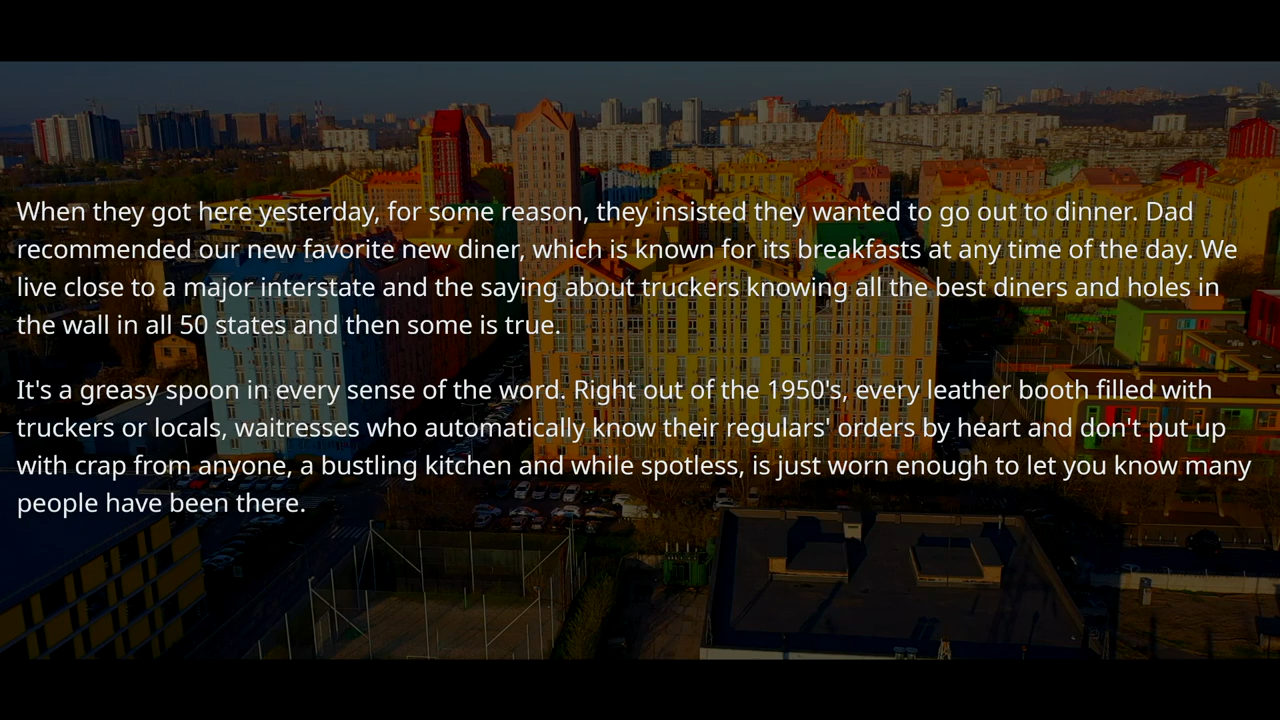 When they got here yesterday, for some reason, they insisted they wanted to go out to dinner. Dad
recommended our new favorite new diner, which is known for its breakfasts at any time of the day. We
live close to a major interstate and the saying about truckers knowing all the best diners and holes in
the wall in all 50 states and then some is true.
It's a greasy spoon in every sense of the word. Right out of the 1950's, every leather booth filled with
truckers or locals, waitresses who automatically know their regulars' orders by heart and don't put up
with crap from anyone, a bustling kitchen and while spotless, is just worn enough to let you know many
people have been there.